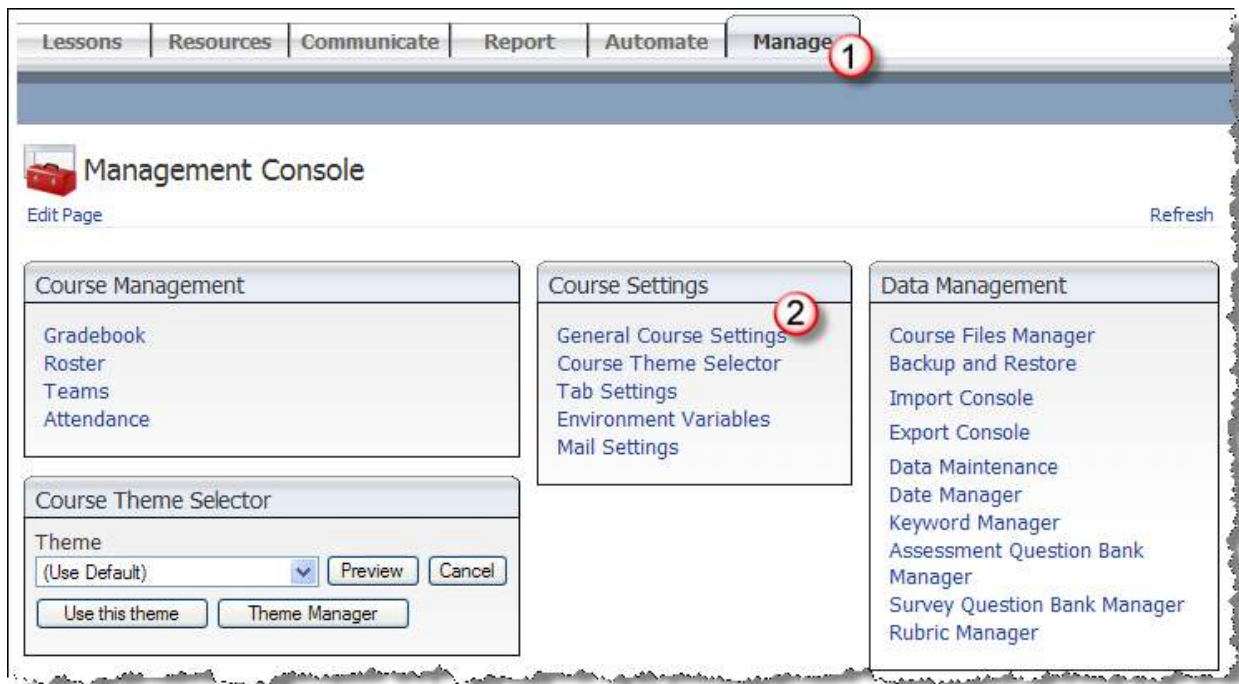 Lessons Resources Communicate Report Automate Manage
1
Management Console
Edit Page Refresh
Course Management
Gradebook
Roster
Teams
Attendance
Course Theme Selector
Theme
(Use Default) Preview Cancel
Use this theme Theme Manager
Course Settings
2
General Course Settings
Course Theme Selector
Tab Settings
Environment Variables
Mail Settings
Data Management
Course Files Manager
Backup and Restore
Import Console
Export Console
Data Maintenance
Date Manager
Keyword Manager
Assessment Question Bank
Manager
Survey Question Bank Manager
Rubric Manager